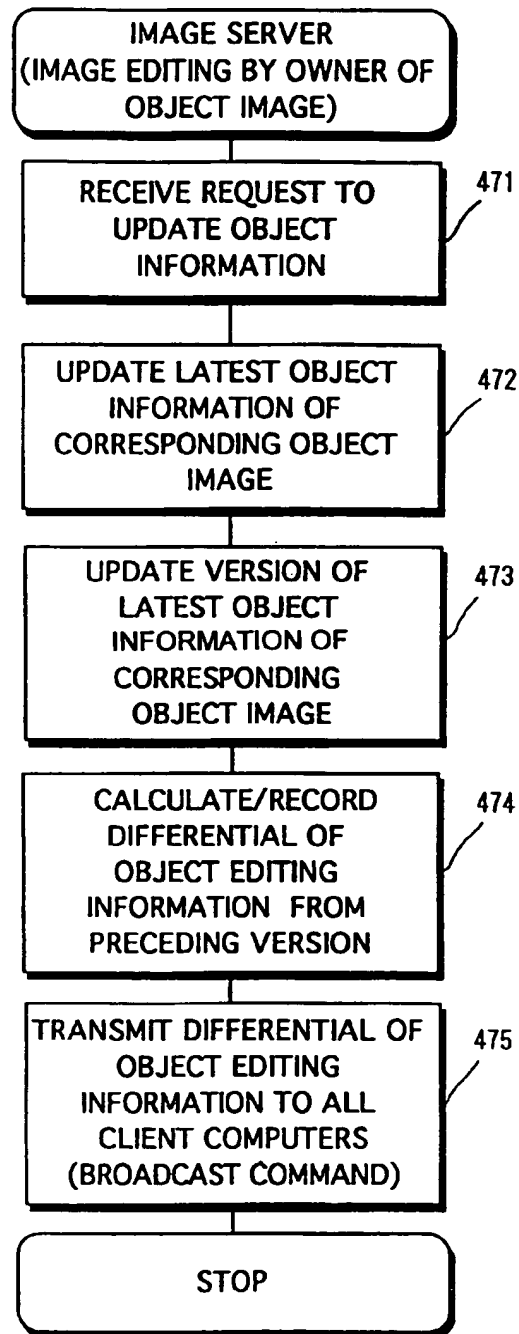 IMAGE SERVER
(IMAGE EDITING BY OWNER OF
OBJECT IMAGE)
RECEIVE REQUEST TO
UPDATE OBJECT
INFORMATION
471
UPDATE LATEST OBJECT
INFORMATION OF
CORRESPONDING OBJECT
IMAGE
472
UPDATE VERSION OF
LATEST OBJECT
INFORMATION OF
CORRESPONDING
OBJECT IMAGE
473
CALCULATE/RECORD
DIFFERENTIAL OF
OBJECT EDITING
INFORMATION FROM
PRECEDING VERSION
474
TRANSMIT DIFFERENTIAL OF
OBJECT EDITING
INFORMATION TO ALL
CLIENT COMPUTERS
(BROADCAST COMMAND)
475
STOP